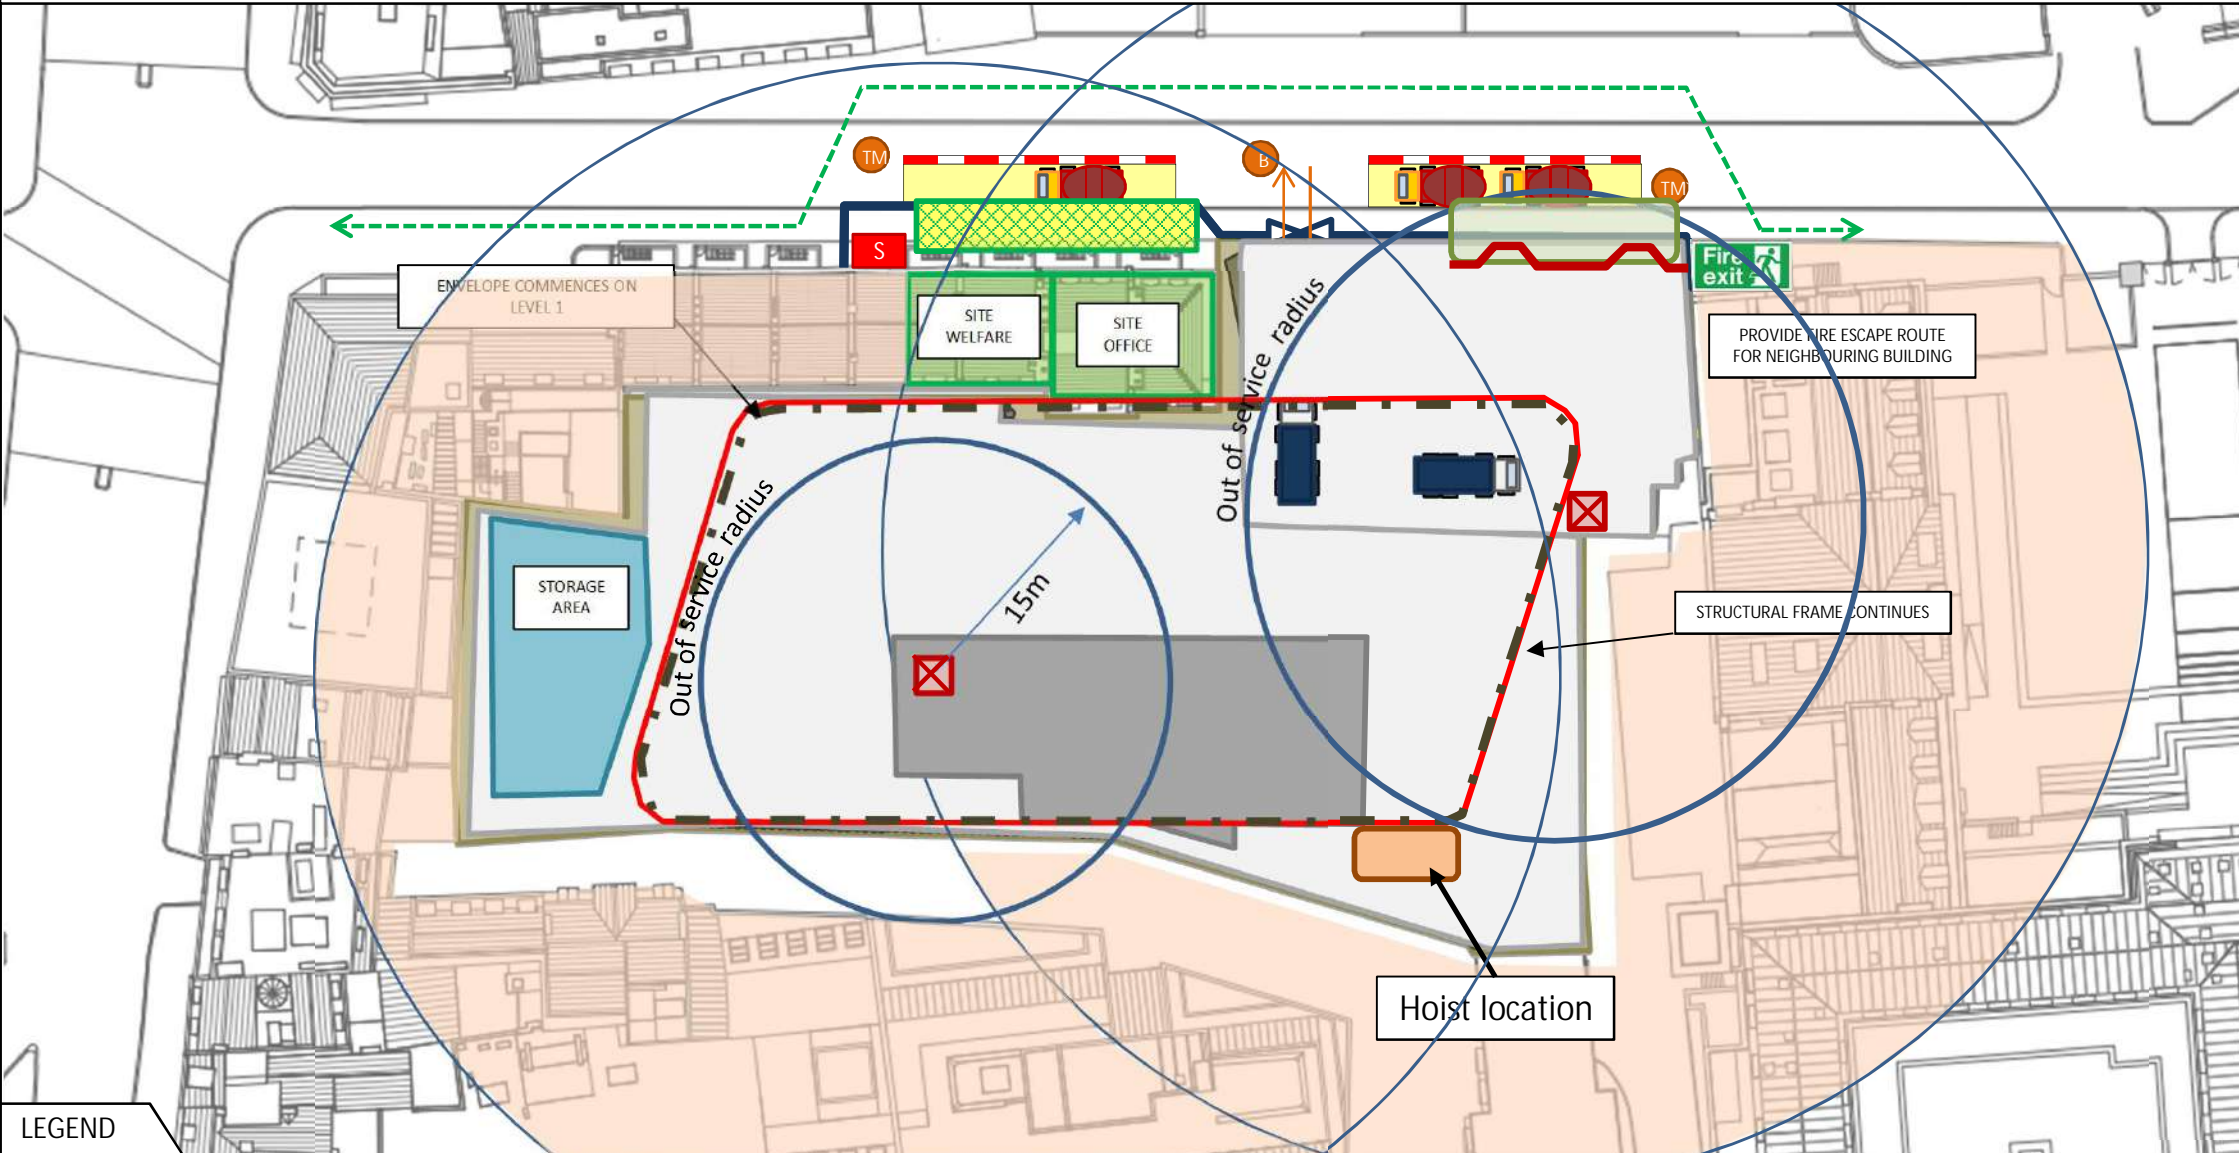 TM
B
TM
S
Fire
exit
ENVELOPE COMMENCES ON
LEVEL 1
SITE
WELFARE
SITE
OFFICE
PROVIDE FIRE ESCAPE ROUTE
FOR NEIGHBOURING BUILDING
Out of service radius
Out of service radius
15m
STORAGE
AREA
STRUCTURAL FRAME CONTINUES
Hoist location
LEGEND